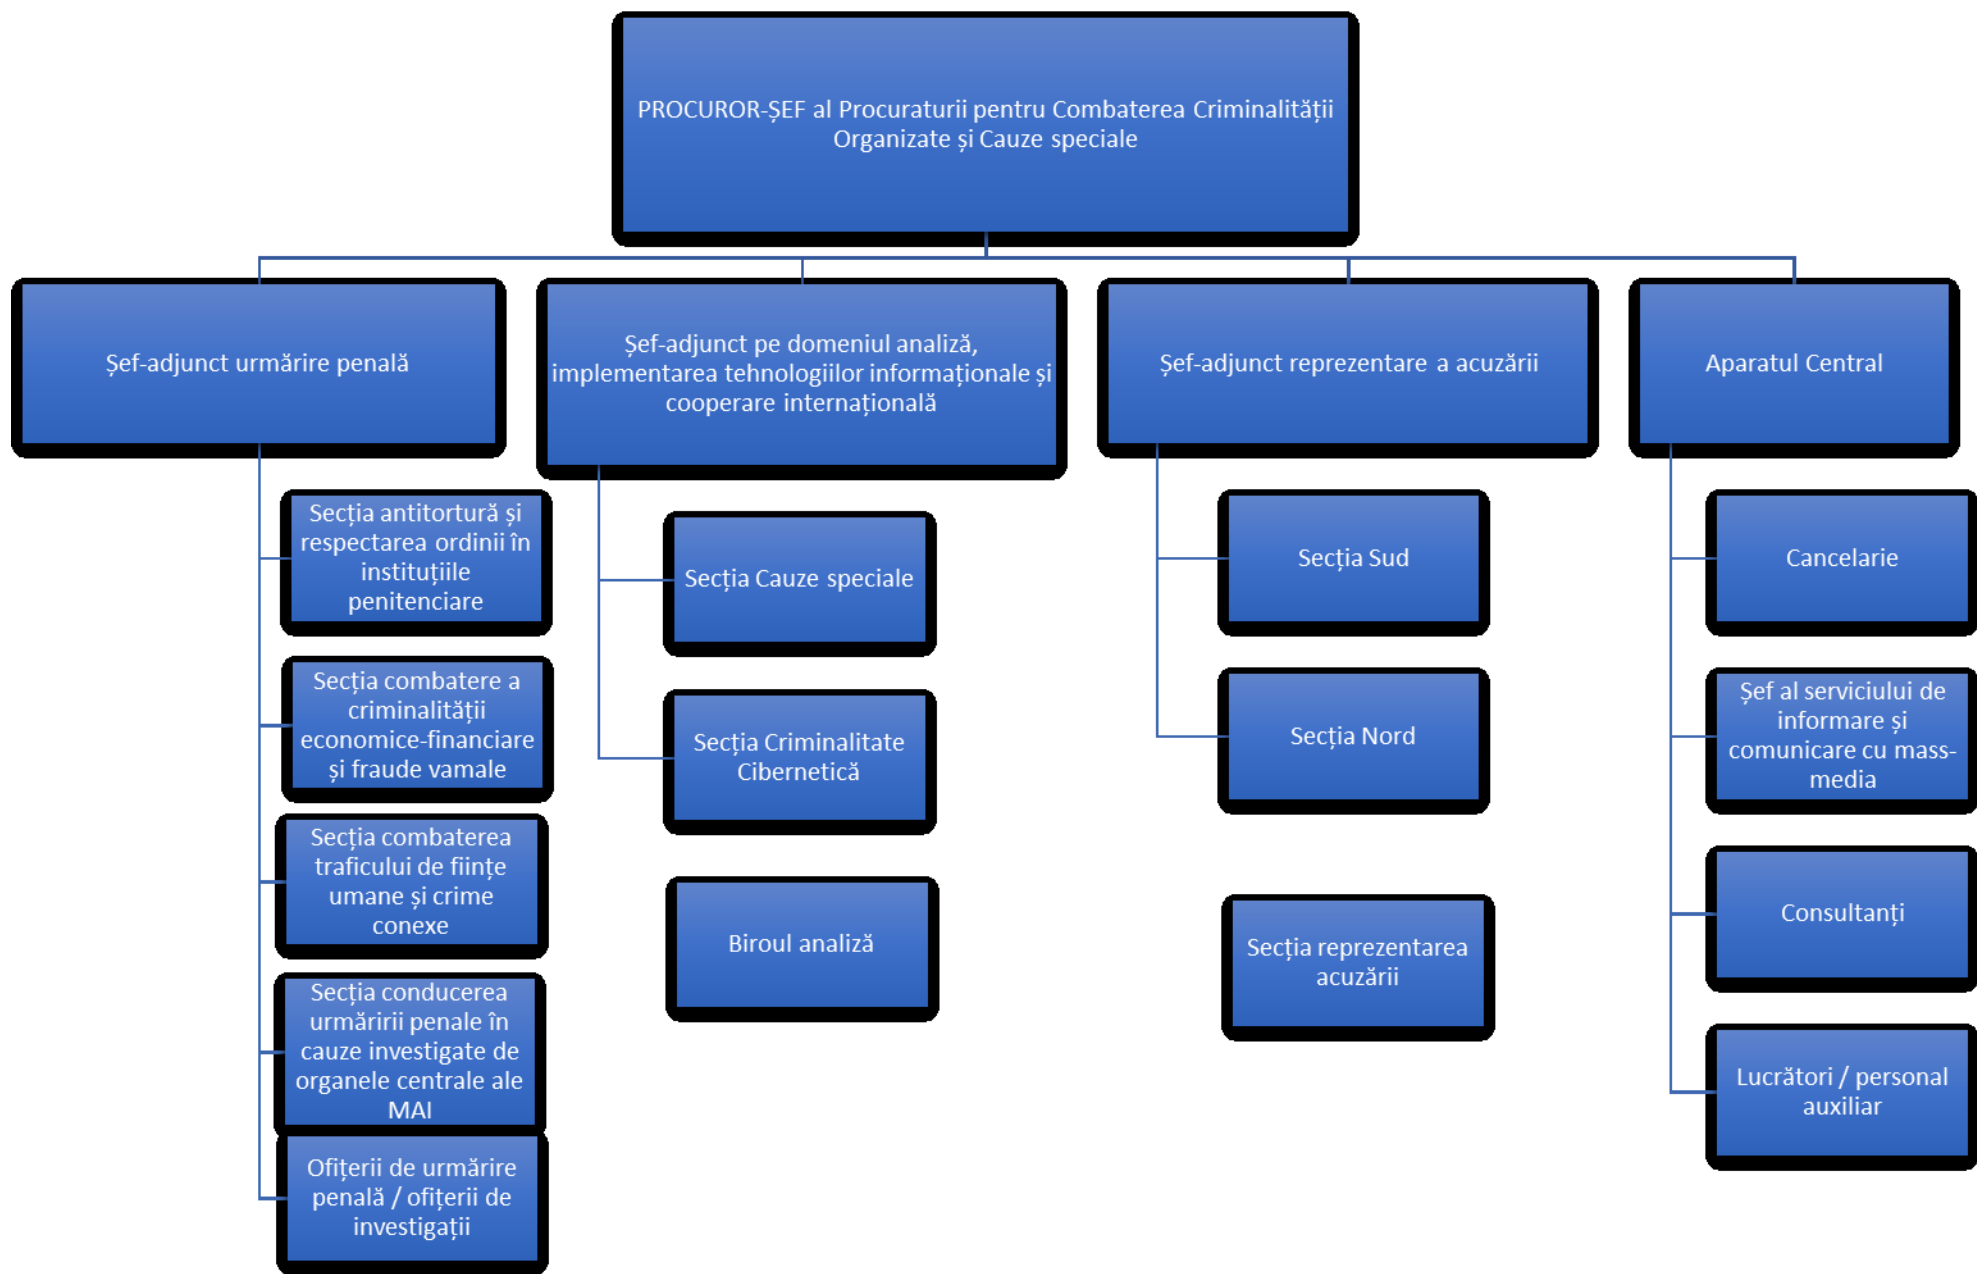 PROCUROR-ȘEF al Procuraturii pentru Combaterea Criminalității
Organizate și Cauze speciale
Șef-adjunct urmărire penală
Șef-adjunct pe domeniul analiză,
implementarea tehnologiilor informaționale și
cooperare internațională
Șef-adjunct reprezentare a acuzării
Aparatul Central
Secția antitortură și
respectarea ordinii în
instituțiile
penitenciare
Secția combatere a
criminalității
economice-financiare
și fraude vamale
Secția combaterea
traficului de ființe
umane și crime
conexe
Secția conducerea
urmăririi penale în
cauze investigate de
organele centrale ale
MAI
Ofițerii de urmărire
penală / ofițerii de
investigații
Secția Cauze speciale
Secția Criminalitate
Cibernetică
Biroul analiză
Secția Sud
Secția Nord
Secția reprezentarea
acuzării
Cancelarie
Șef al serviciului de
informare și
comunicare cu mass-
media
Consultanți
Lucrători / personal
auxiliar